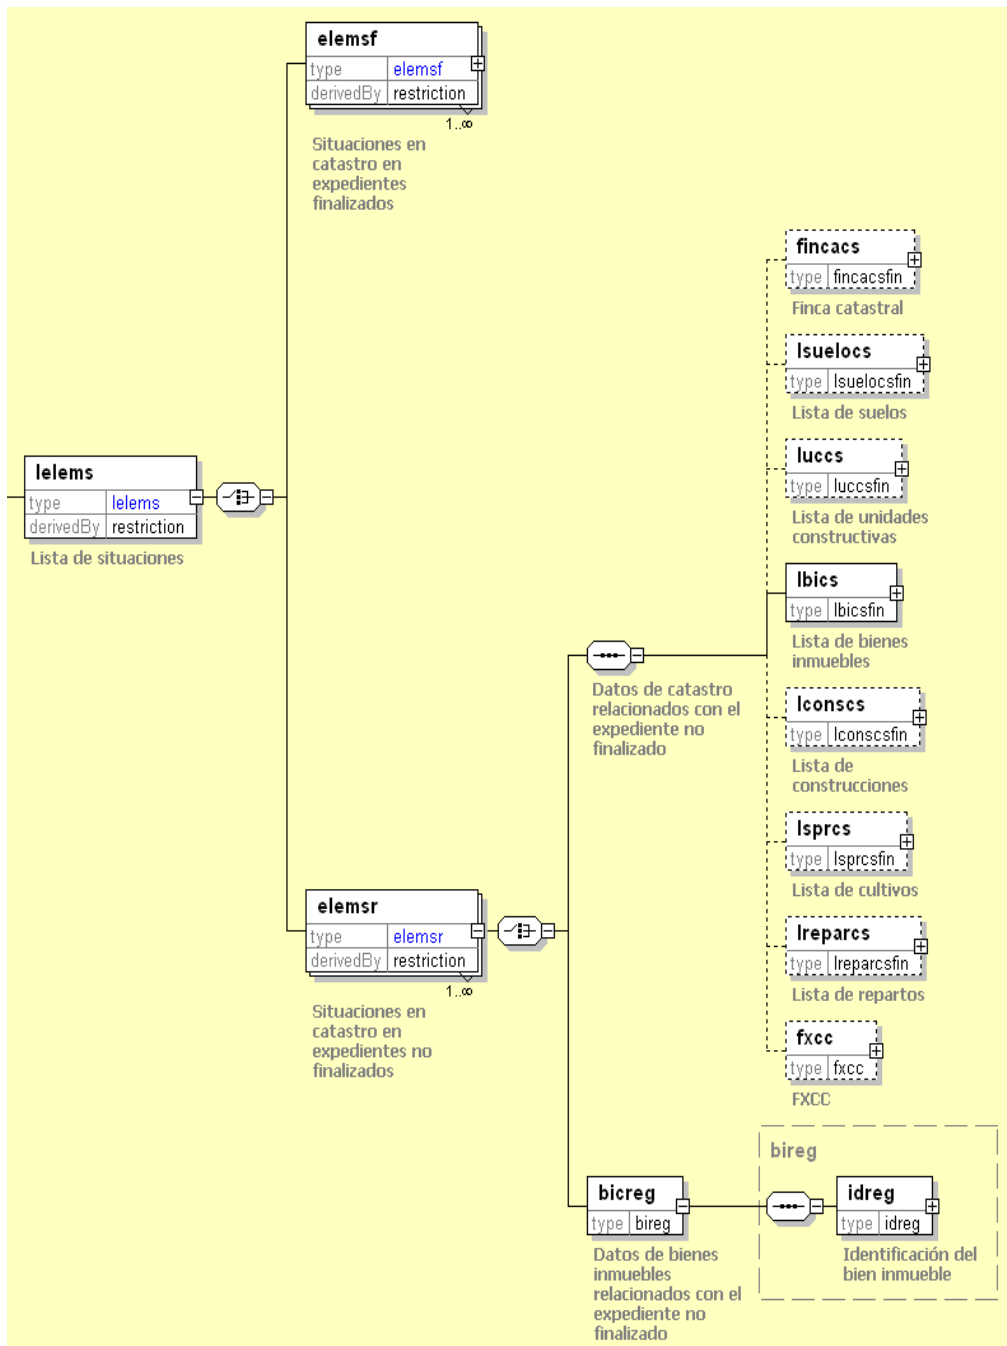 elemsf
type elemsf
derivedBy restriction
1..∞
Situaciones en
catastro en
expedientes
finalizados
fincacs
type fincacsfin
Finca catastral
lsuelocs
type lsuelocsfin
Lista de suelos
luccs
type luccsfin
Lista de unidades
constructivas
lelems
type lelems
derivedBy restriction
Lista de situaciones
lbics
type lbicsfin
Lista de bienes
inmuebles
Datos de catastro
relacionados con el
expediente no
finalizado
lconscs
type lconscsfin
Lista de
construcciones
lsprcs
type lsprcsfin
Lista de cultivos
elemsr
type elemsr
derivedBy restriction
1..∞
Situaciones en
catastro en
expedientes no
finalizados
lreparcs
type lreparcsfin
Lista de repartos
fxcc
type fxcc
FXCC
bireg
bicreg
type bireg
Datos de bienes
inmuebles
relacionados con el
expediente no
finalizado
idreg
type idreg
Identificación del
bien inmueble